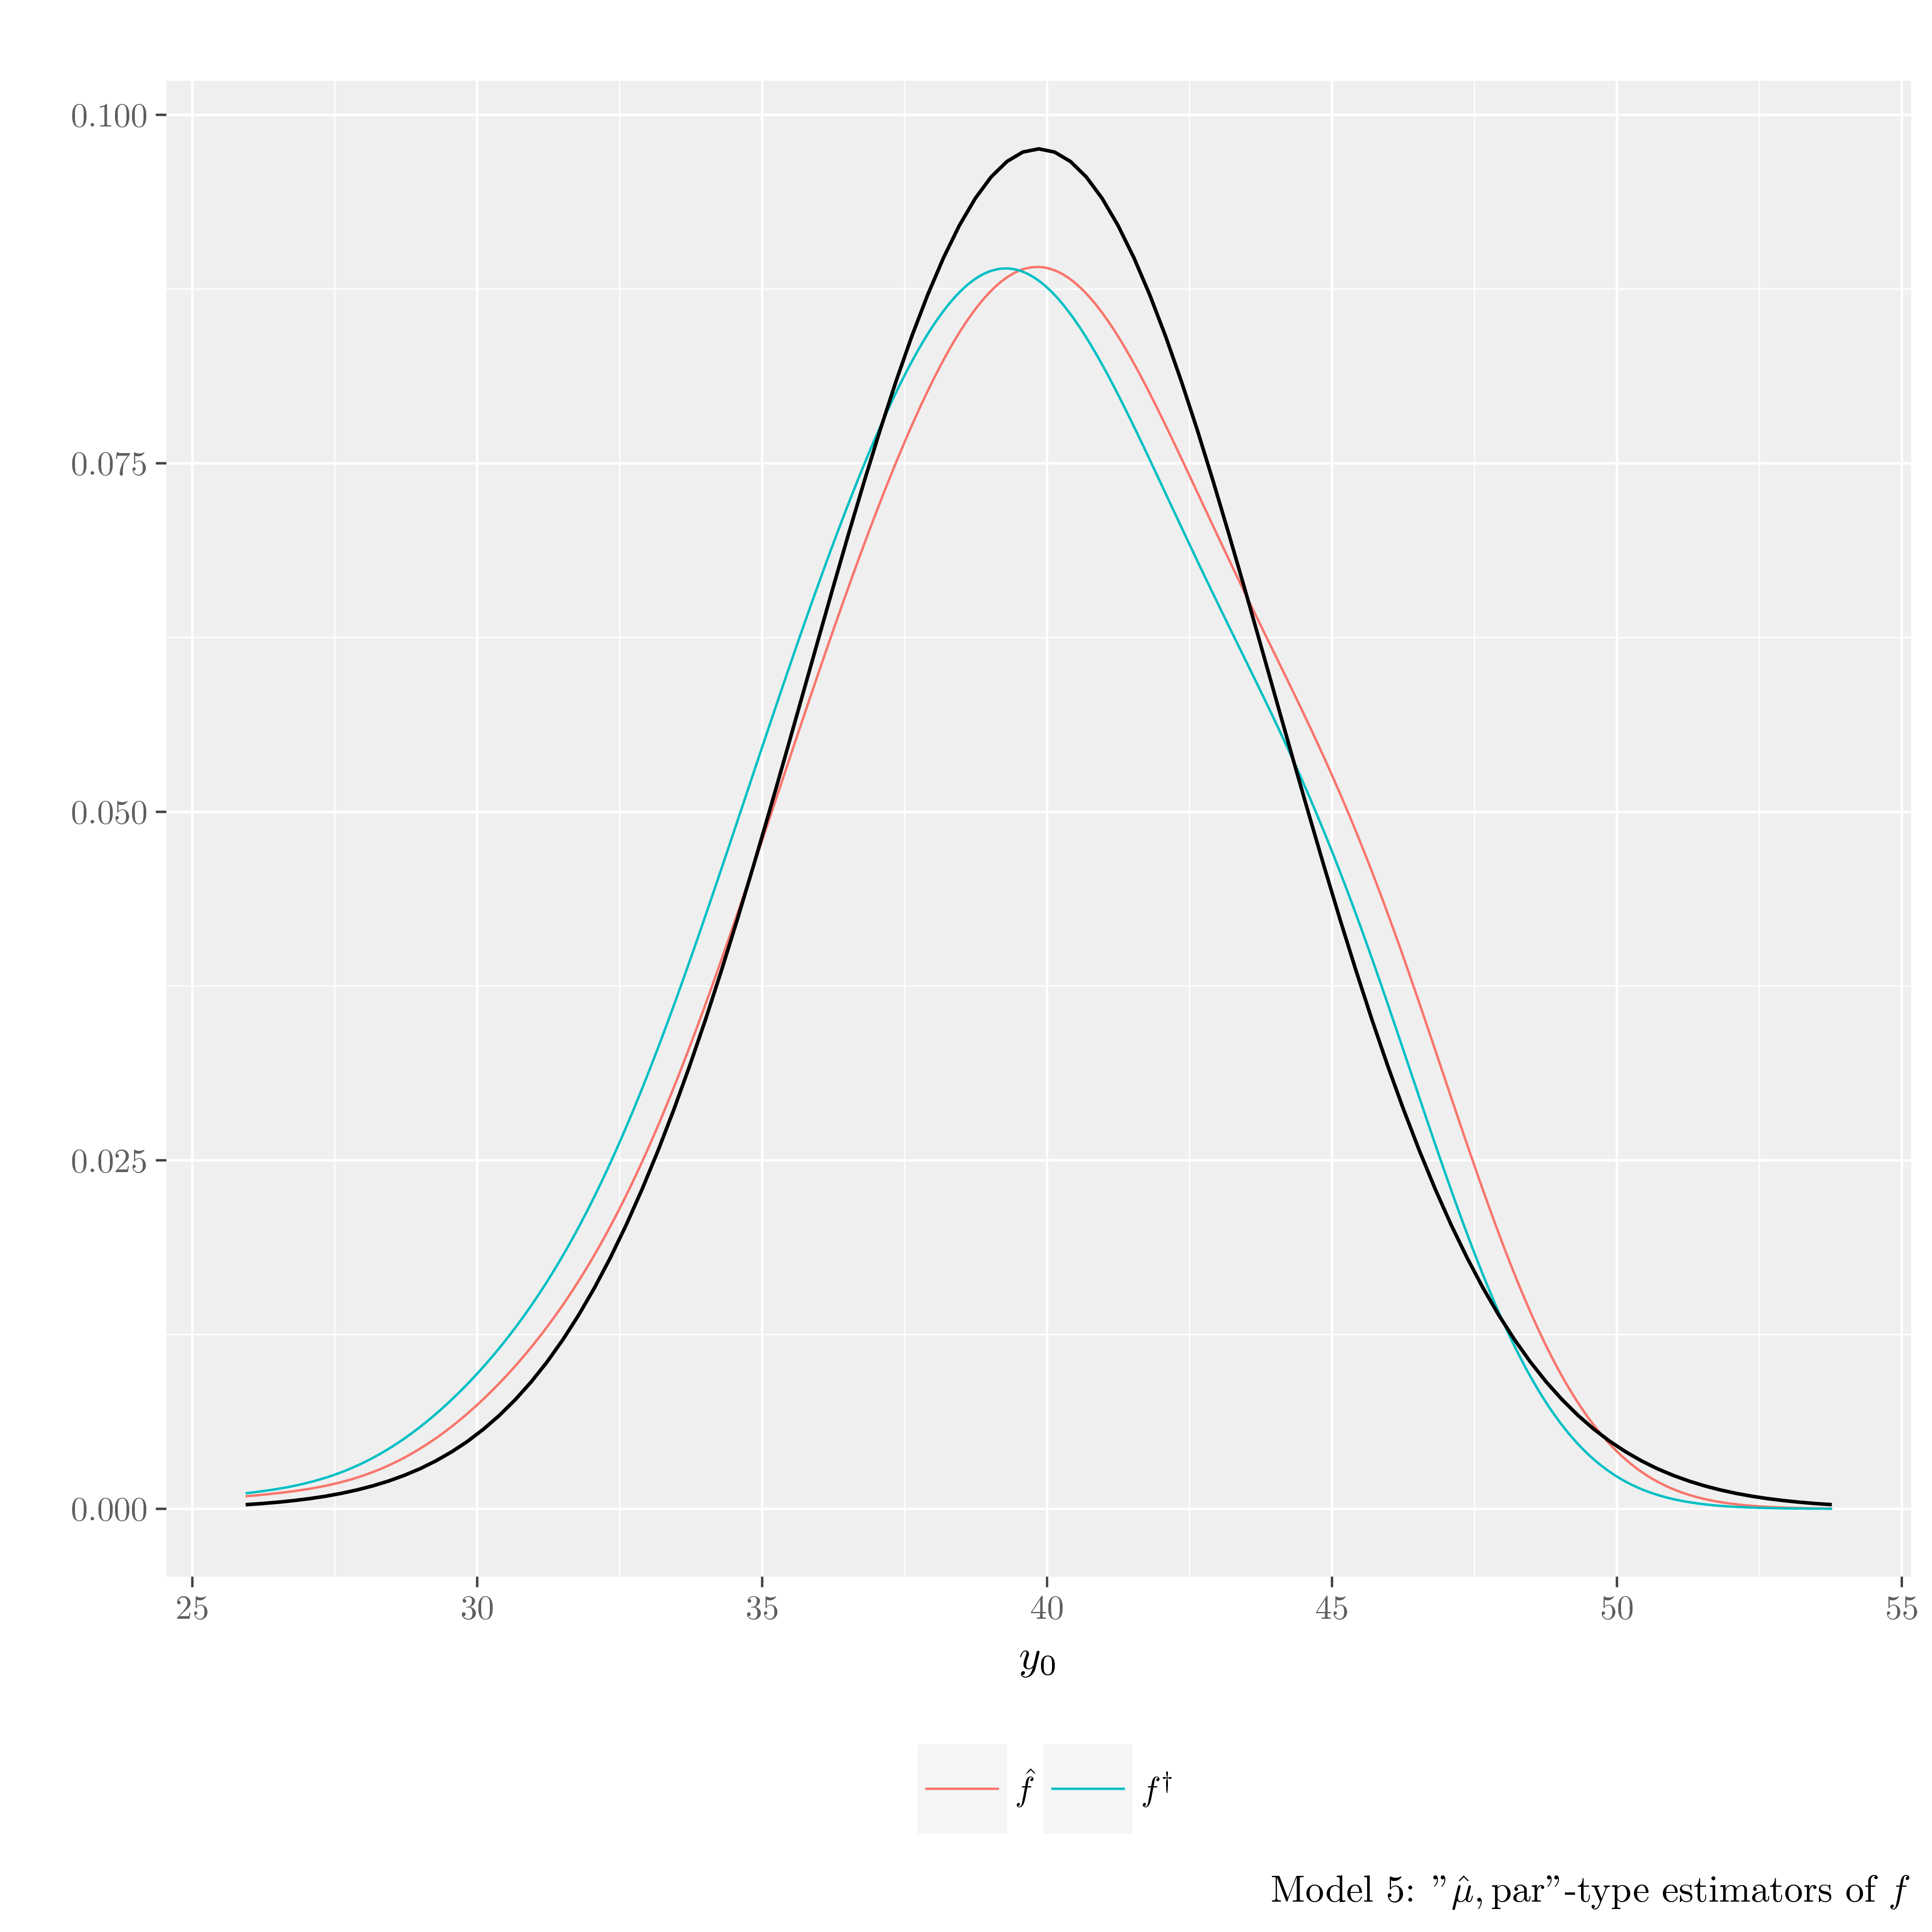 0.100
0.075
0.050
0.025
0.000
25 30 35 40 45 50 55
y₀
f̂ f†
Model 5: ”μ̂, par”-type estimators of f